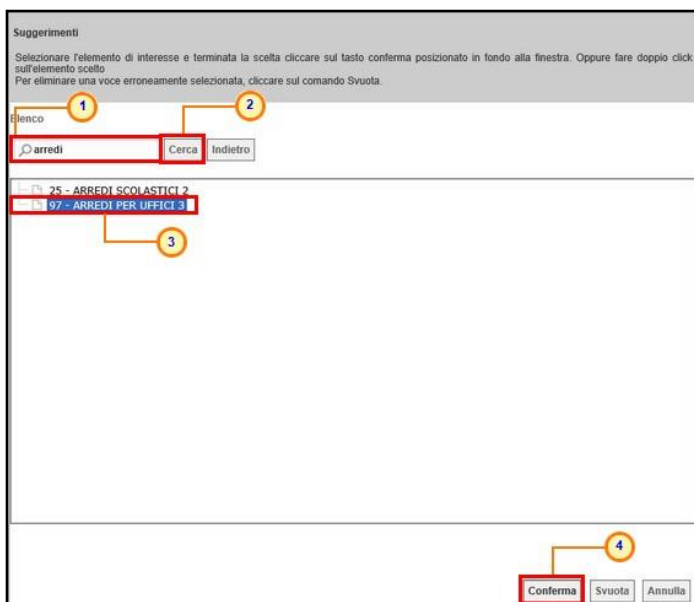 Suggerimenti
Selezionare l'elemento di interesse e terminata la scelta cliccare sul tasto conferma posizionato in fondo alla finestra. Oppure fare doppio click
sull'elemento scelto
Per eliminare una voce erroneamente selezionata, cliccare sul comando Svuota.
1 2
Elenco
arredi Cerca Indietro
25 - ARREDI SCOLASTICI 2
97 - ARREDI PER UFFICI 3
3
4
Conferma Svuota Annulla